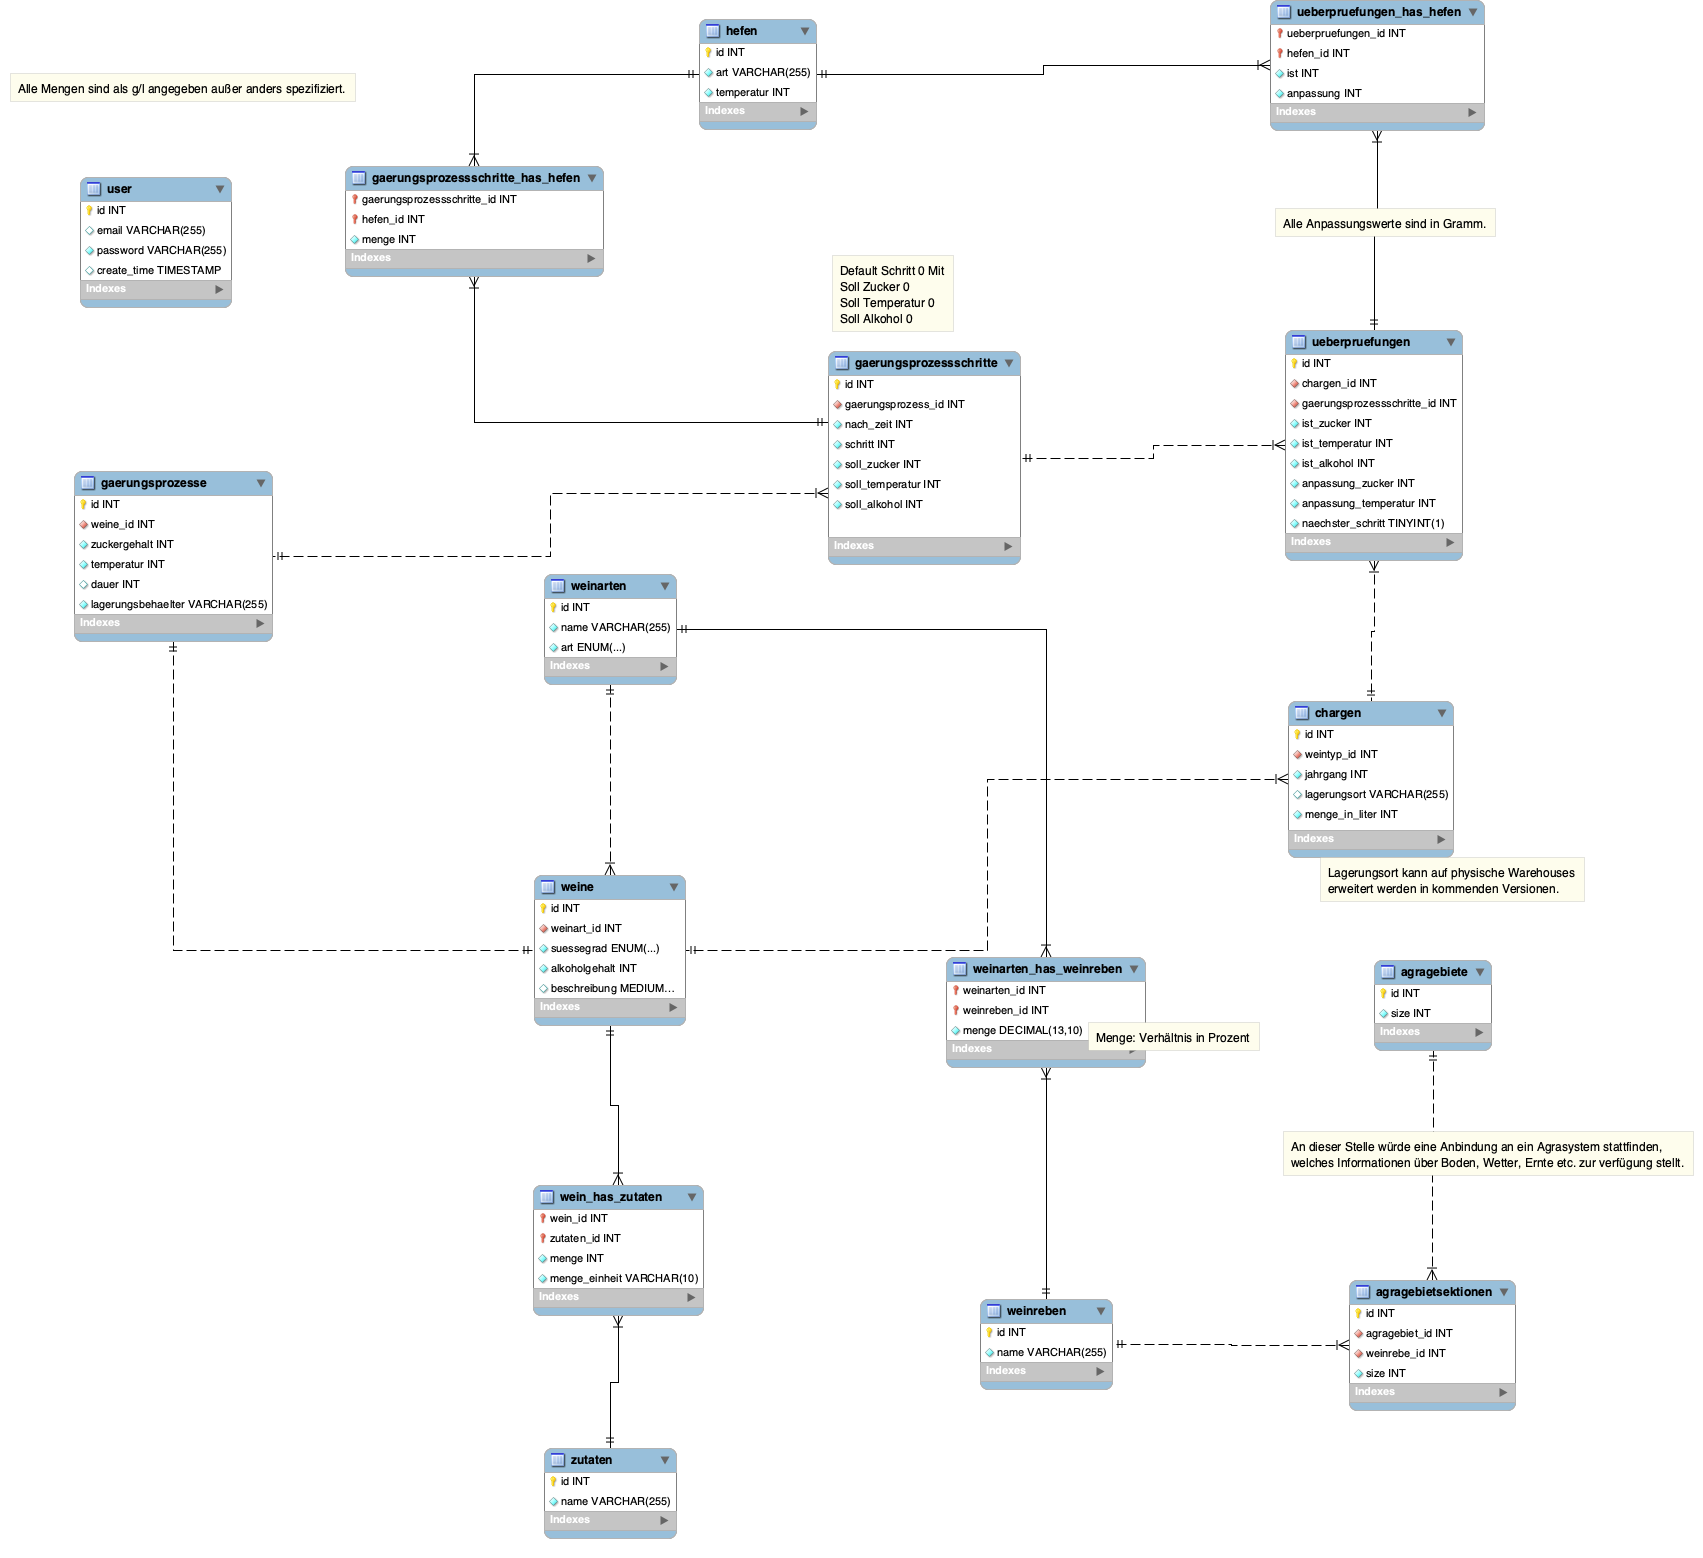 hefen
id INT
art VARCHAR(255)
temperatur INT
Indexes
ueberpruefungen_has_hefen
ueberpruefungen_id INT
hefen_id INT
ist INT
anpassung INT
Indexes
Alle Mengen sind als g/l angegeben außer anders spezifiziert.
user
id INT
email VARCHAR(255)
password VARCHAR(255)
create_time TIMESTAMP
Indexes
gaerungsprozessschritte_has_hefen
gaerungsprozessschritte_id INT
hefen_id INT
menge INT
Indexes
Alle Anpassungswerte sind in Gramm.
Default Schritt 0 Mit
Soll Zucker 0
Soll Temperatur 0
Soll Alkohol 0
gaerungsprozessschritte
id INT
gaerungsprozess_id INT
nach_zeit INT
schritt INT
soll_zucker INT
soll_temperatur INT
soll_alkohol INT
Indexes
ueberpruefungen
id INT
chargen_id INT
gaerungsprozessschritte_id INT
ist_zucker INT
ist_temperatur INT
ist_alkohol INT
anpassung_zucker INT
anpassung_temperatur INT
naechster_schritt TINYINT(1)
Indexes
gaerungsprozesse
id INT
weine_id INT
zuckergehalt INT
temperatur INT
dauer INT
lagerungsbehaelter VARCHAR(255)
Indexes
weinarten
id INT
name VARCHAR(255)
art ENUM(...)
Indexes
chargen
id INT
weintyp_id INT
jahrgang INT
lagerungsort VARCHAR(255)
menge_in_liter INT
Indexes
Lagerungsort kann auf physische Warehouses
erweitert werden in kommenden Versionen.
weine
id INT
weinart_id INT
suessegrad ENUM(...)
alkoholgehalt INT
beschreibung MEDIUM...
Indexes
weinarten_has_weinreben
weinarten_id INT
weinreben_id INT
menge DECIMAL(13,10)
Indexes
Menge: Verhältnis in Prozent
agragebiete
id INT
size INT
Indexes
An dieser Stelle würde eine Anbindung an ein Agrasystem stattfinden,
welches Informationen über Boden, Wetter, Ernte etc. zur verfügung stellt.
wein_has_zutaten
wein_id INT
zutaten_id INT
menge INT
menge_einheit VARCHAR(10)
Indexes
weinreben
id INT
name VARCHAR(255)
Indexes
agragebietsektionen
id INT
agragebiet_id INT
weinrebe_id INT
size INT
Indexes
zutaten
id INT
name VARCHAR(255)
Indexes